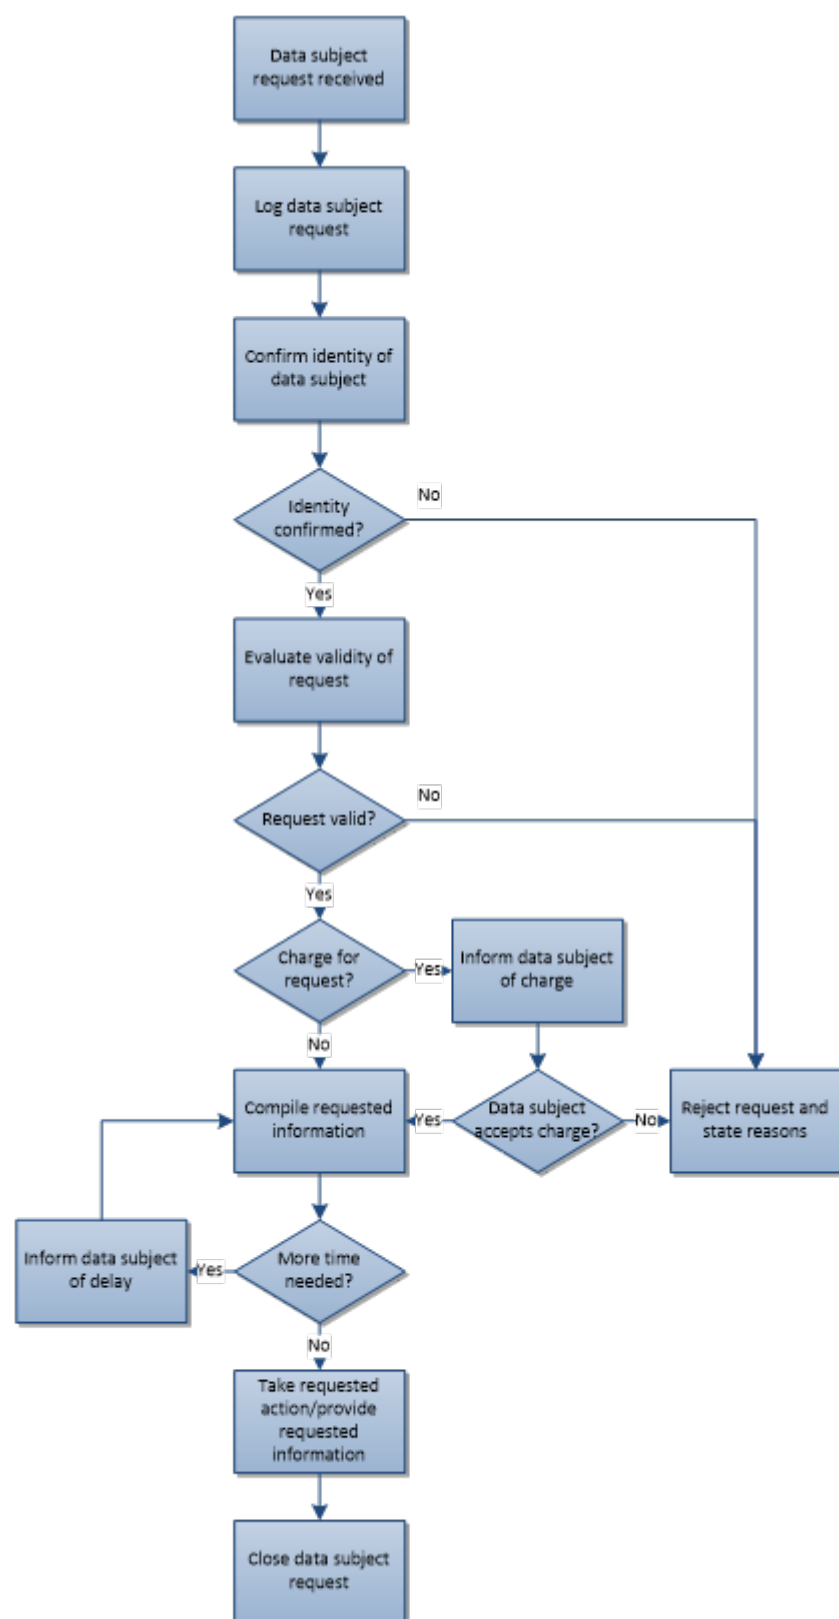 Data subject
request received
Log data subject
request
Confirm identity of
data subject
Identity
confirmed?
No
Yes
Evaluate validity of
request
Request valid?
No
Yes
Charge for
request?
Yes
Inform data subject
of charge
No
Compile requested
information
Yes
Data subject
accepts charge?
No
Reject request and
state reasons
Inform data subject
of delay
Yes
More time
needed?
No
Take requested
action/provide
requested
information
Close data subject
request